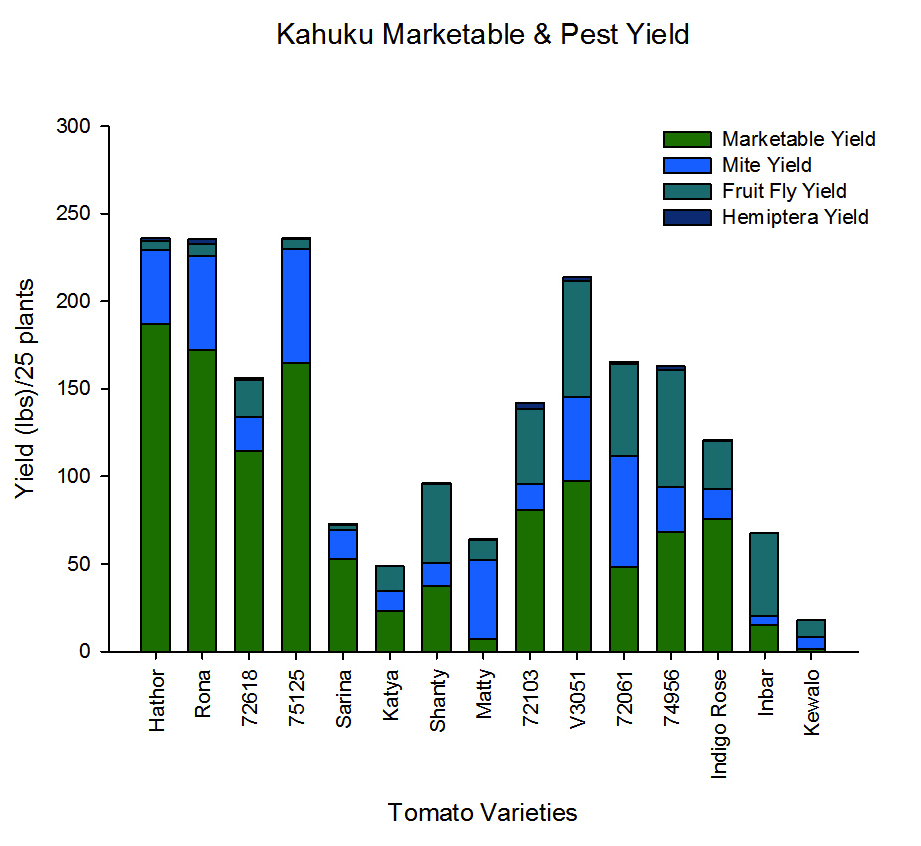 Kahuku Marketable & Pest Yield
Marketable Yield
Mite Yield
Fruit Fly Yield
Hemiptera Yield
Yield (lbs)/25 plants
300
250
200
150
100
50
0
Hathor
Rona
72618
75125
Sarina
Katya
Shanty
Matty
72103
V3051
72061
74956
Indigo Rose
Inbar
Kewalo
Tomato Varieties